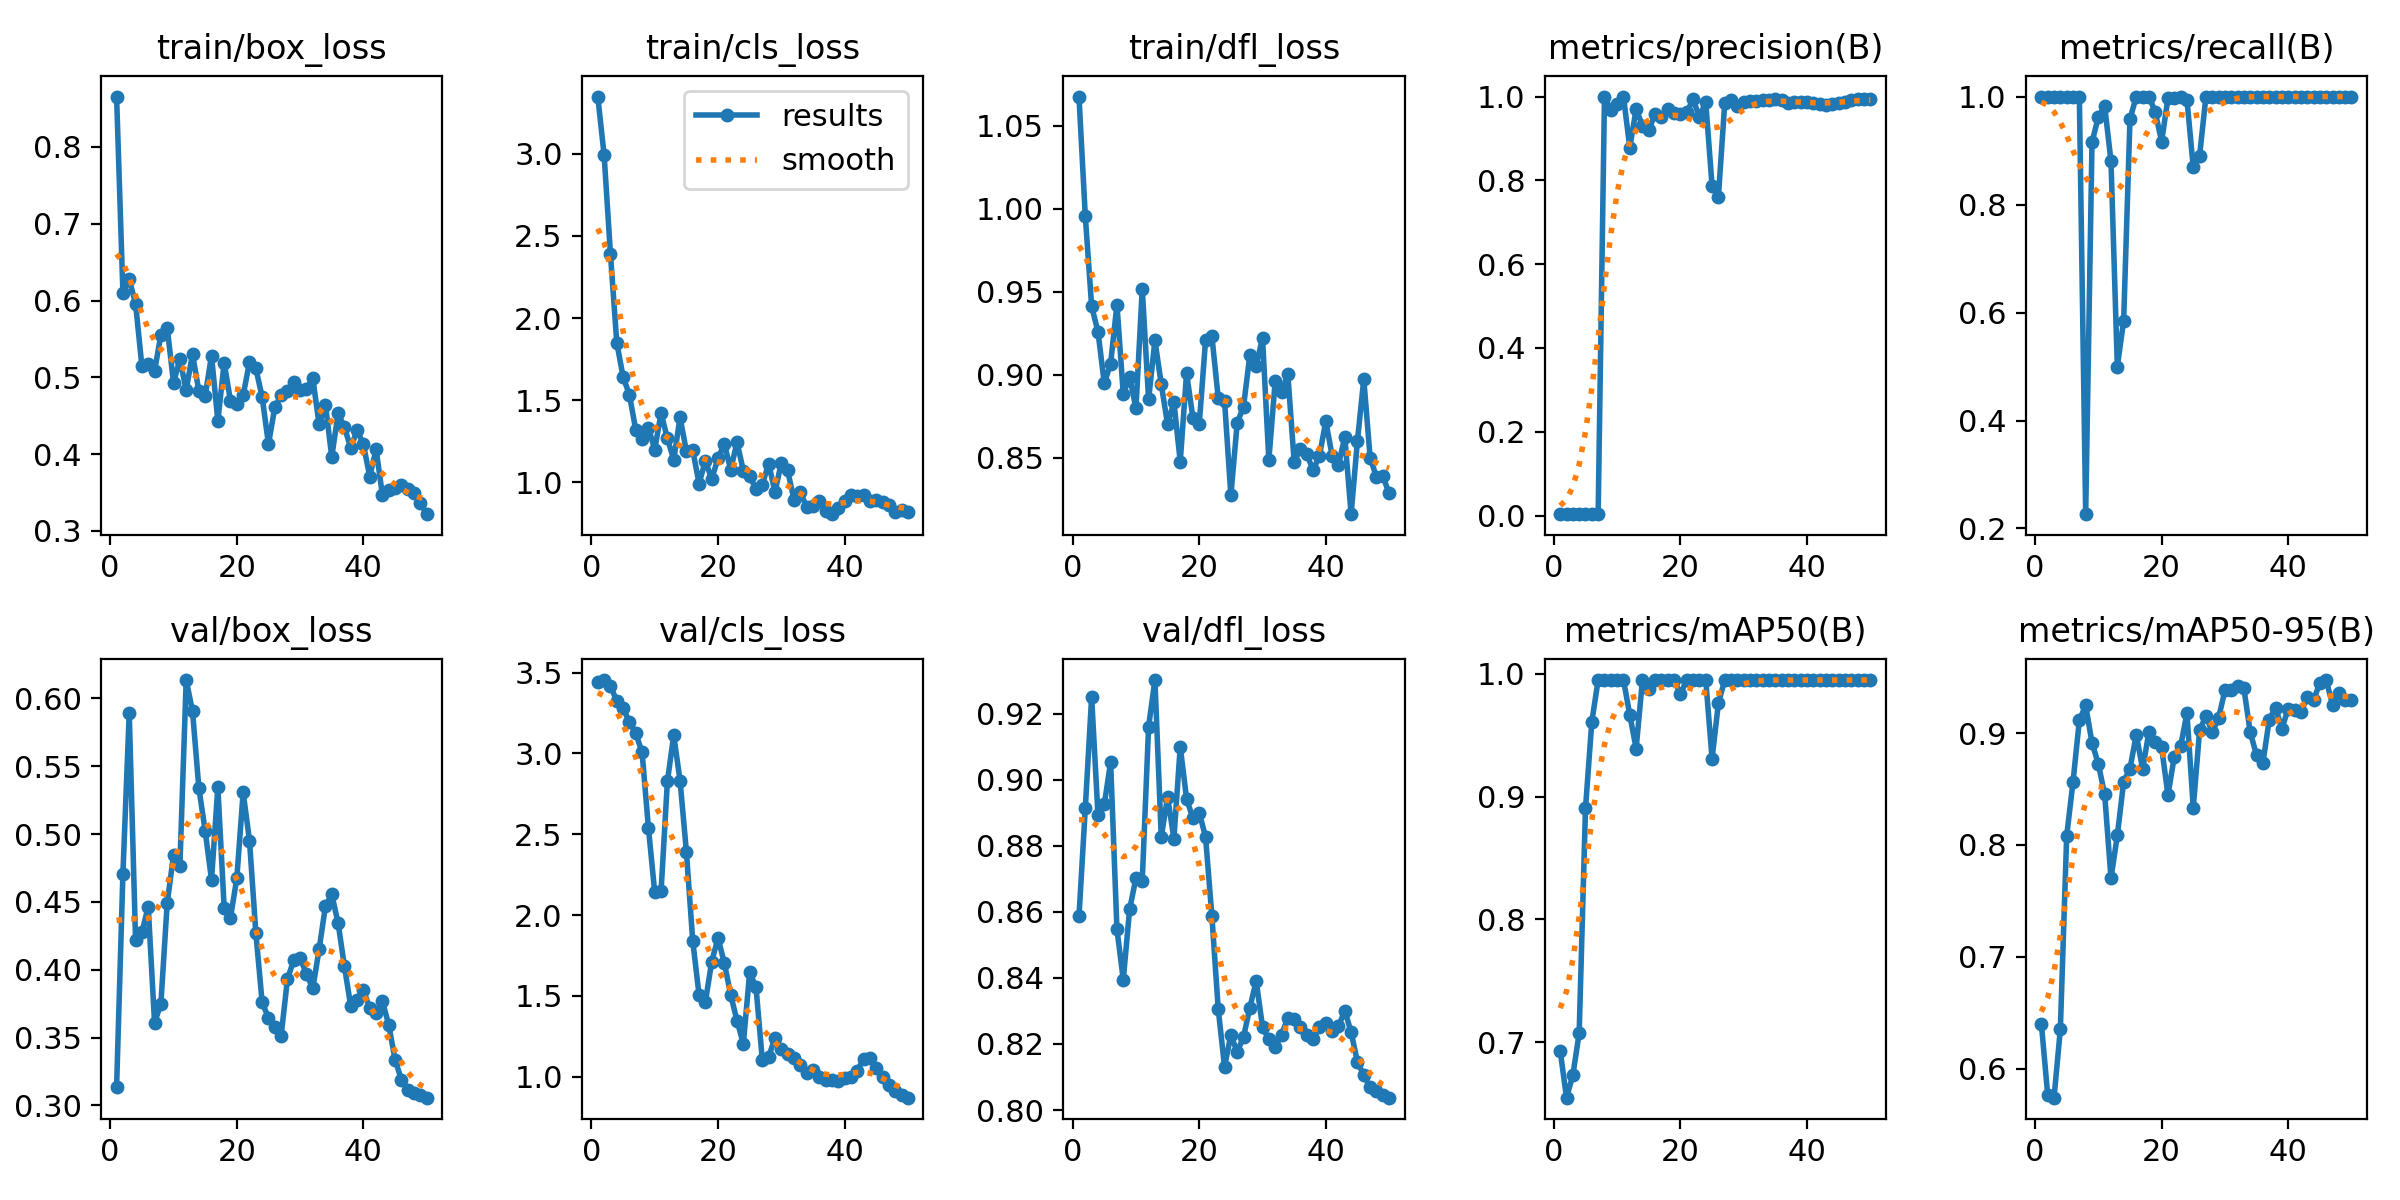 train/box_loss
train/cls_loss
train/dfl_loss
metrics/precision(B)
metrics/recall(B)
0.8
0.7
0.6
0.5
0.4
0.3
0 20 40
results
smooth
3.0
2.5
2.0
1.5
1.0
0 20 40
1.05
1.00
0.95
0.90
0.85
0 20 40
1.0
0.8
0.6
0.4
0.2
0.0
0 20 40
1.0
0.8
0.6
0.4
0.2
0 20 40
val/box_loss
val/cls_loss
val/dfl_loss
metrics/mAP50(B)
metrics/mAP50-95(B)
0.60
0.55
0.50
0.45
0.40
0.35
0.30
0 20 40
3.5
3.0
2.5
2.0
1.5
1.0
0 20 40
0.92
0.90
0.88
0.86
0.84
0.82
0.80
0 20 40
1.0
0.9
0.8
0.7
0 20 40
0.9
0.8
0.7
0.6
0 20 40